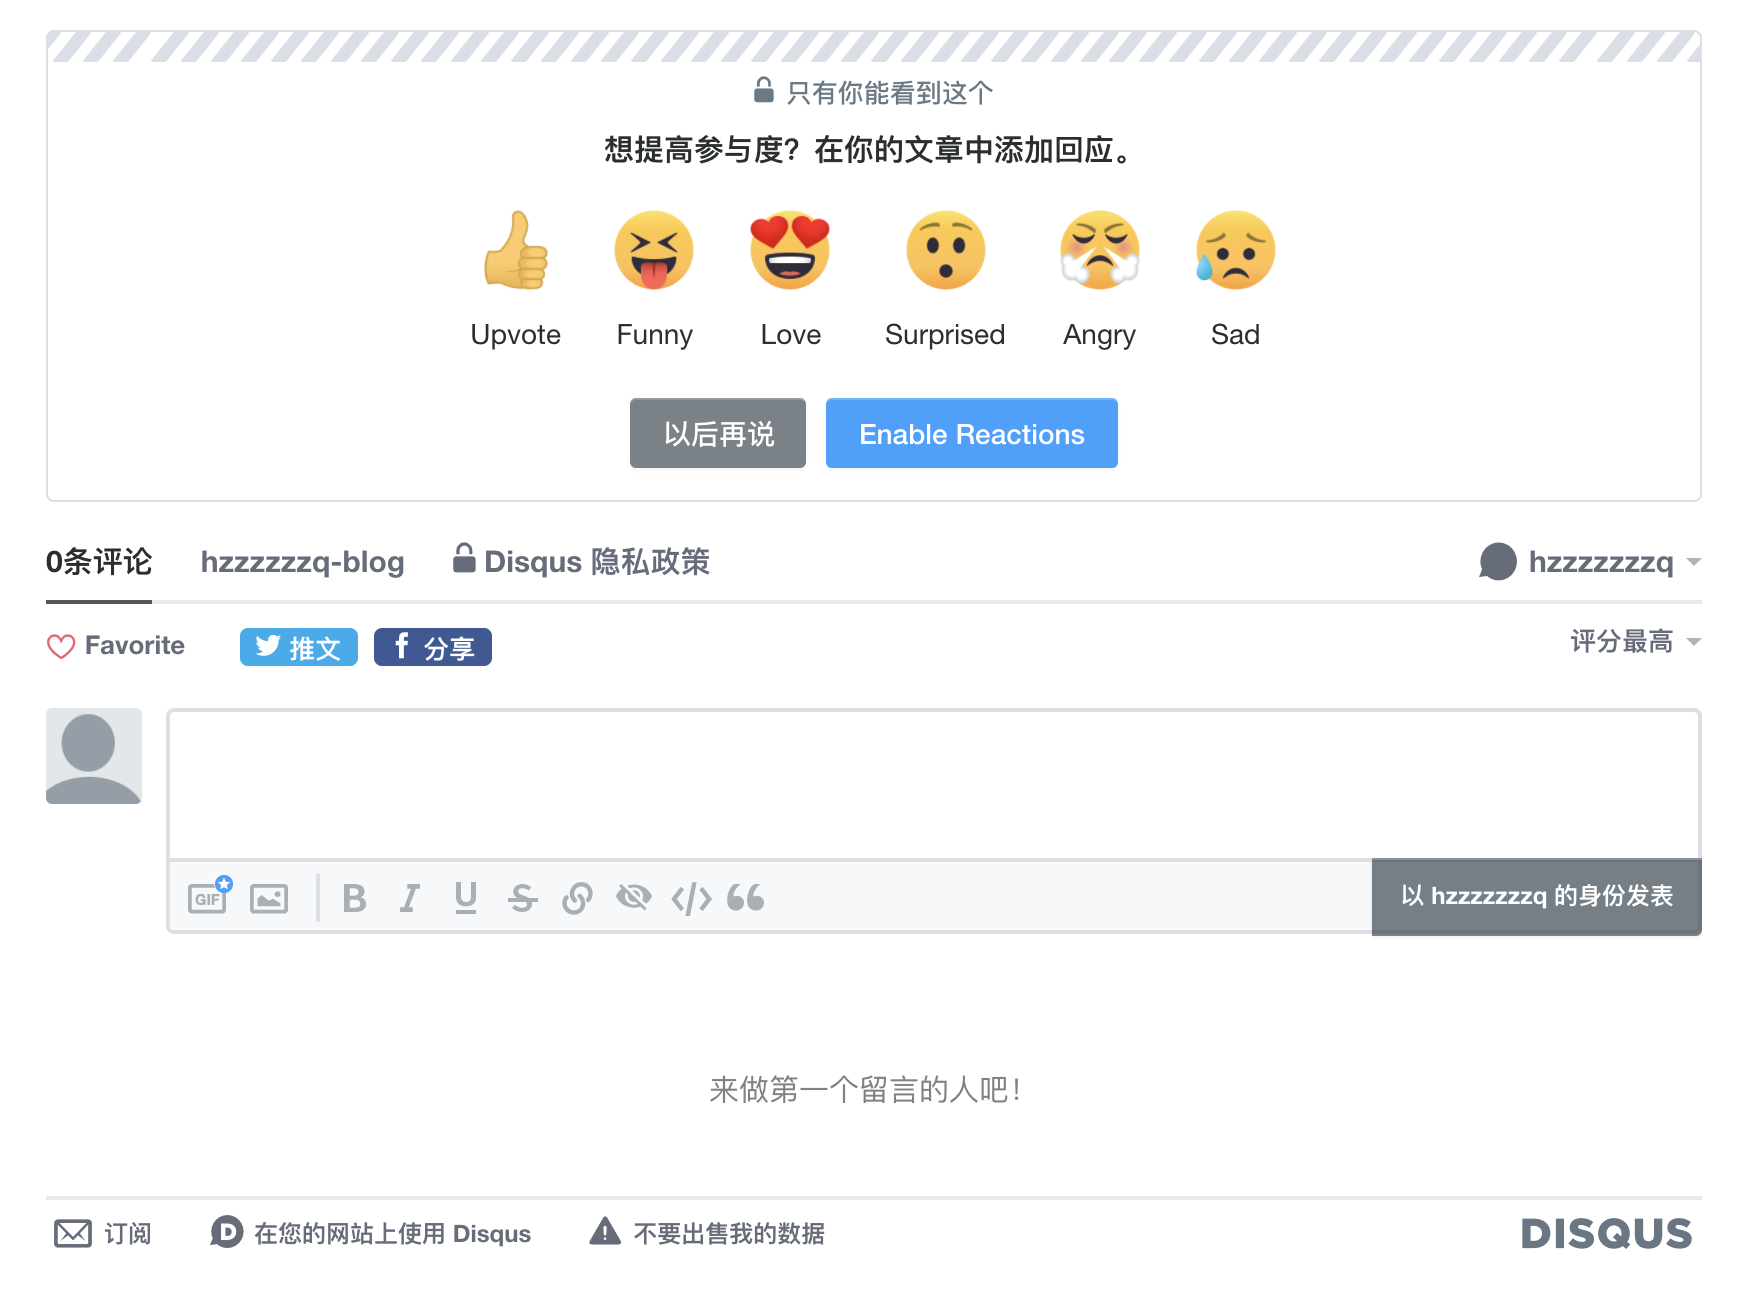 只有你能看到这个
想提高参与度？在你的文章中添加回应。
Upvote Funny Love Surprised Angry Sad
以后再说 Enable Reactions
0条评论 hzzzzzzq-blog Disqus 隐私政策 hzzzzzzzq
Favorite 推文 分享 评分最高
GIF B I U S </> 以 hzzzzzzzq 的身份发表
来做第一个留言的人吧！
订阅 D 在您的网站上使用 Disqus 不要出售我的数据 DISQUS